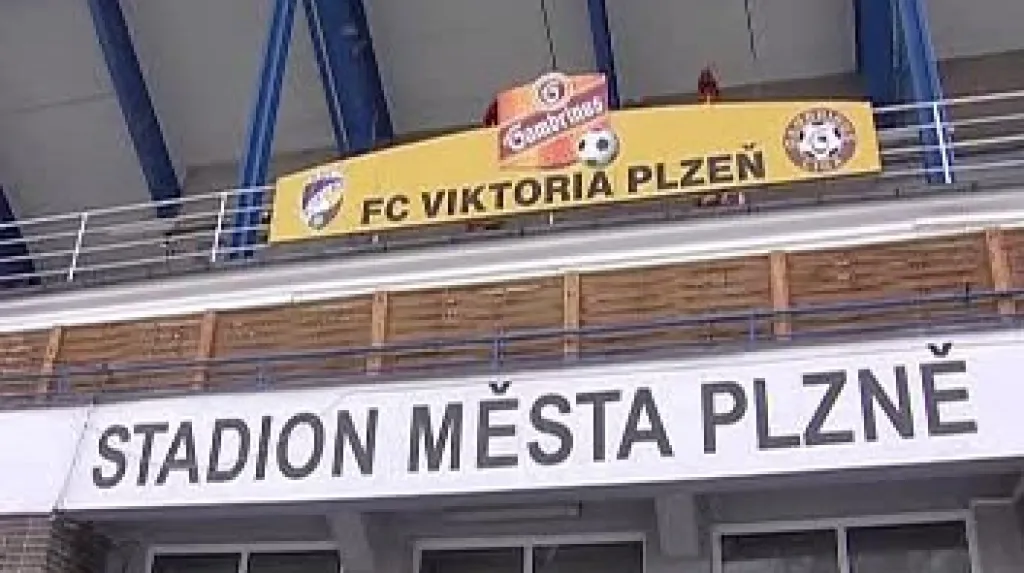 Gambrinus
FC VIKTORIA PLZEŇ
STADION MĚSTA PLZNĚ